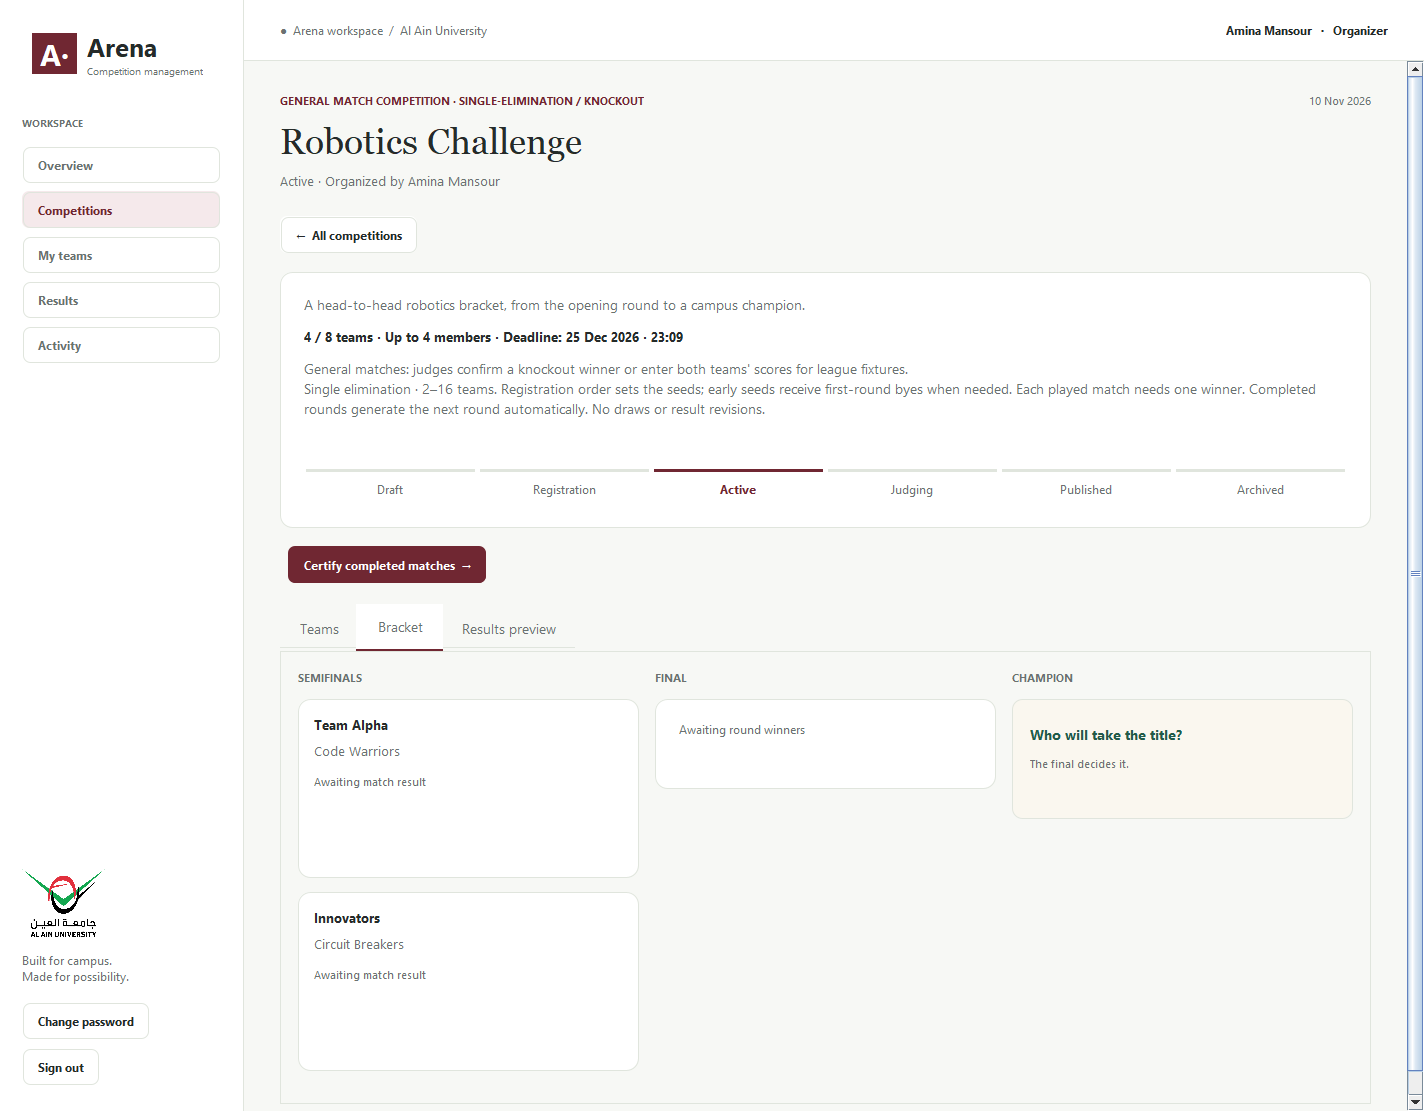 A·
Arena
Competition management
WORKSPACE
Overview
Competitions
My teams
Results
Activity
جامعة العين
AL AIN UNIVERSITY
Built for campus.
Made for possibility.
Change password
Sign out
● Arena workspace / Al Ain University
Amina Mansour · Organizer
GENERAL MATCH COMPETITION · SINGLE-ELIMINATION / KNOCKOUT
10 Nov 2026
Robotics Challenge
Active · Organized by Amina Mansour
← All competitions
A head-to-head robotics bracket, from the opening round to a campus champion.
4 / 8 teams · Up to 4 members · Deadline: 25 Dec 2026 · 23:09
General matches: judges confirm a knockout winner or enter both teams' scores for league fixtures.
Single elimination · 2–16 teams. Registration order sets the seeds; early seeds receive first-round byes when needed. Each played match needs one winner. Completed
rounds generate the next round automatically. No draws or result revisions.
Draft
Registration
Active
Judging
Published
Archived
Certify completed matches →
Teams
Bracket
Results preview
SEMIFINALS
Team Alpha
Code Warriors
Awaiting match result
Innovators
Circuit Breakers
Awaiting match result
FINAL
Awaiting round winners
CHAMPION
Who will take the title?
The final decides it.